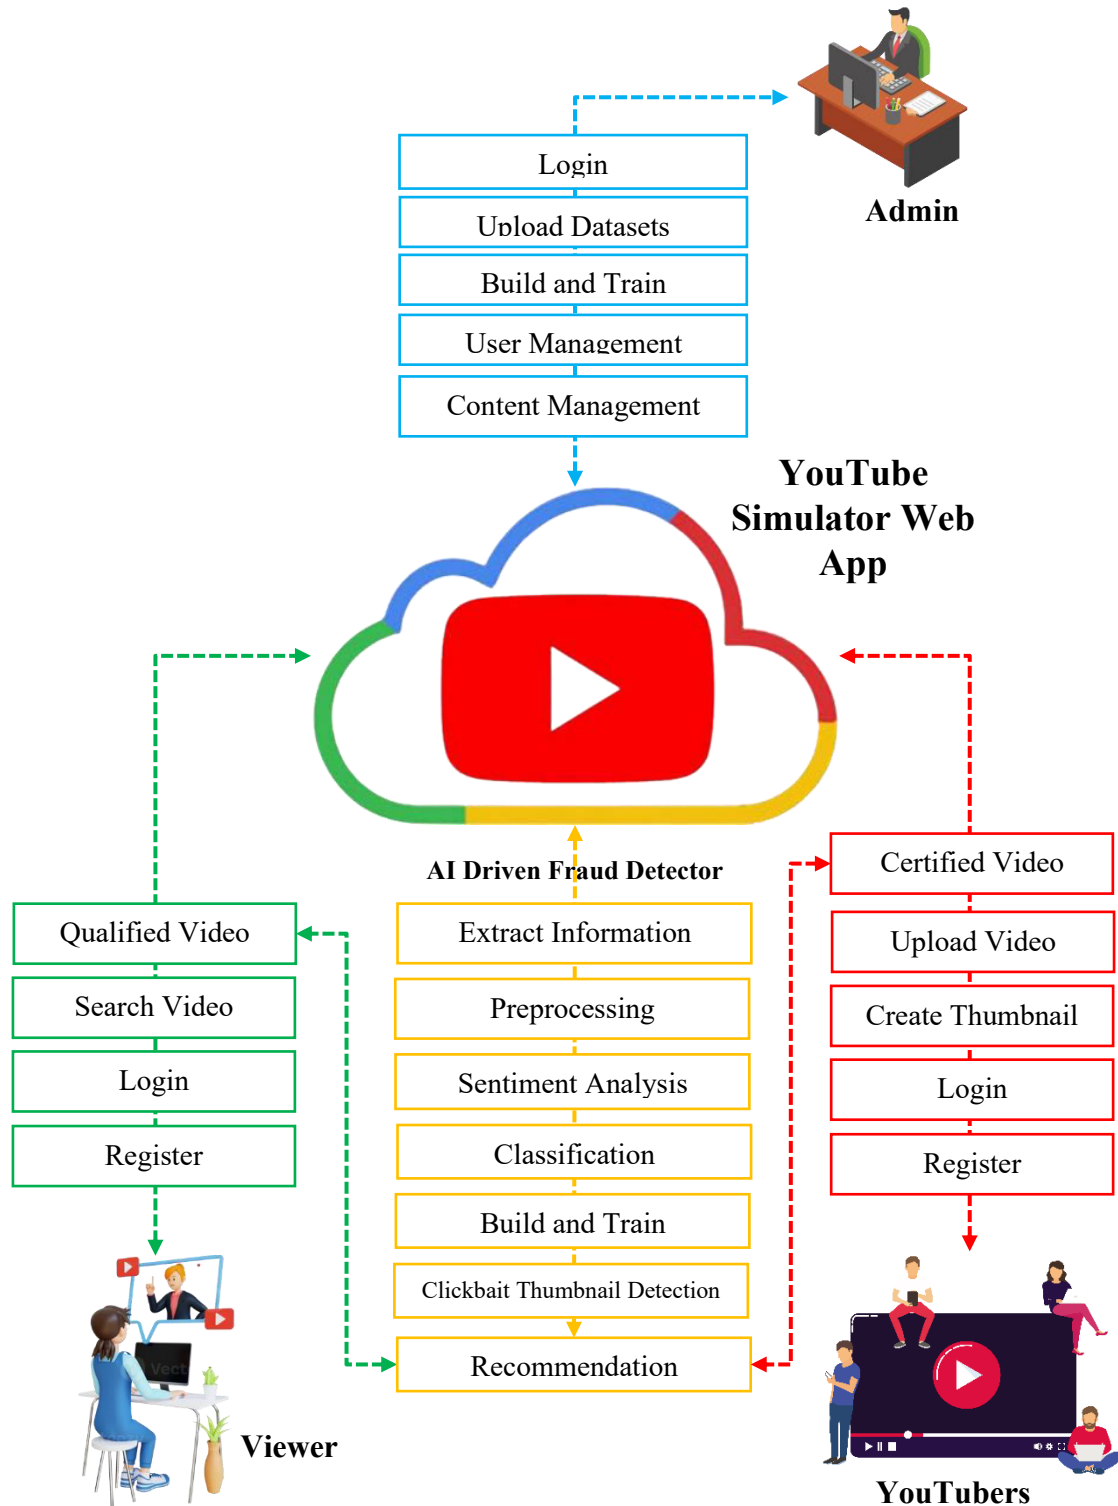 Admin
Login
Upload Datasets
Build and Train
User Management
Content Management
YouTube
Simulator Web
App
AI Driven Fraud Detector
Qualified Video
Search Video
Login
Register
Viewer
Extract Information
Preprocessing
Sentiment Analysis
Classification
Build and Train
Clickbait Thumbnail Detection
Recommendation
Certified Video
Upload Video
Create Thumbnail
Login
Register
YouTubers